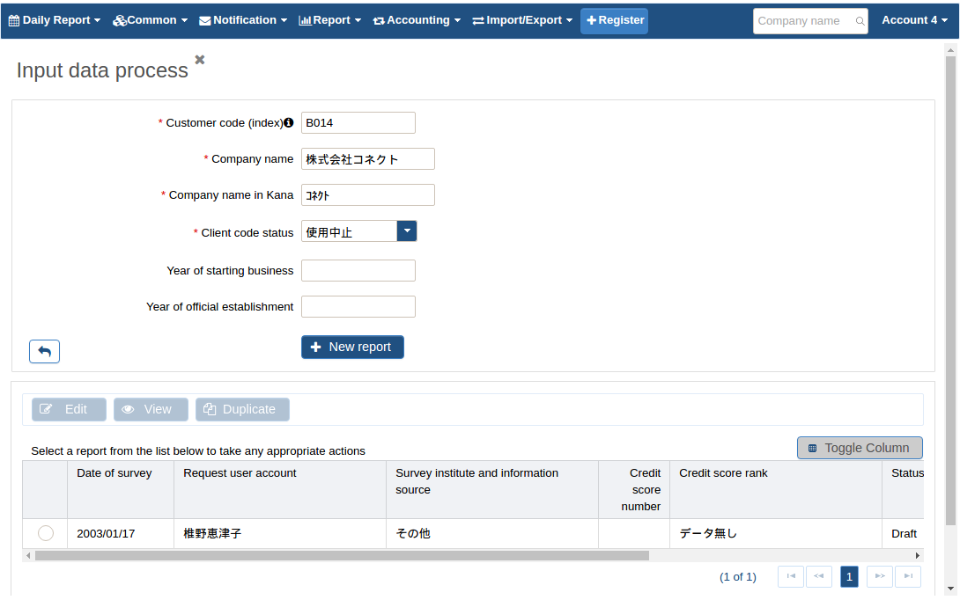 Daily Report Common Notification Report Accounting Import/Export Register Company name Account 4
Input data process
* Customer code (index) B014
* Company name 株式会社コネクト
* Company name in Kana ｺﾈｸﾄ
* Client code status 使用中止
Year of starting business
Year of official establishment
New report
Edit View Duplicate
Select a report from the list below to take any appropriate actions Toggle Column
Date of survey Request user account Survey institute and information source Credit score number Credit score rank Status
2003/01/17 椎野恵津子 その他 データ無し Draft
(1 of 1) 1